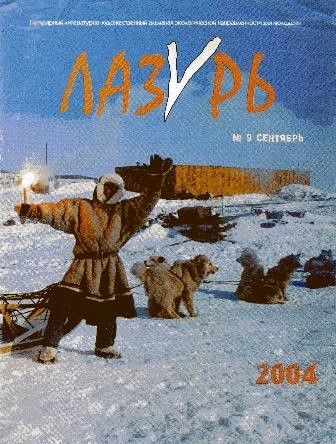 Популярный литературно-художественный альманах экологической направленности для молодежи
ЛАЗУРЬ
№ 9 СЕНТЯБРЬ
2004